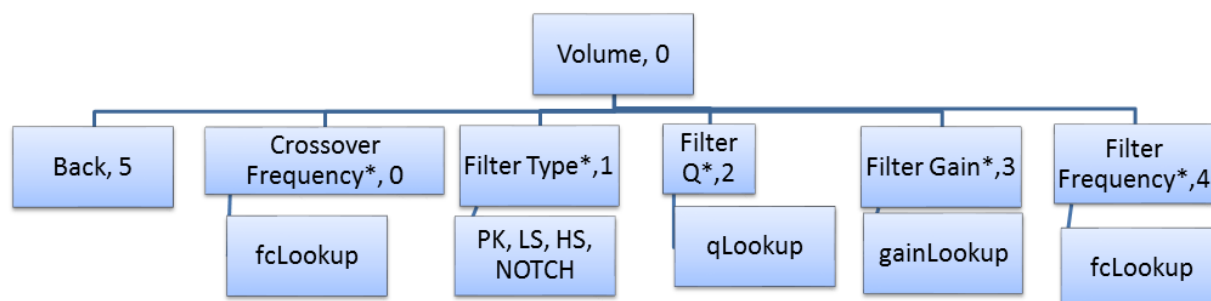 Volume, 0
Back, 5
Crossover
Frequency*, 0
Filter Type*,1
Filter
Q*,2
Filter Gain*,3
Filter
Frequency*,4
fcLookup
PK, LS, HS,
NOTCH
qLookup
gainLookup
fcLookup